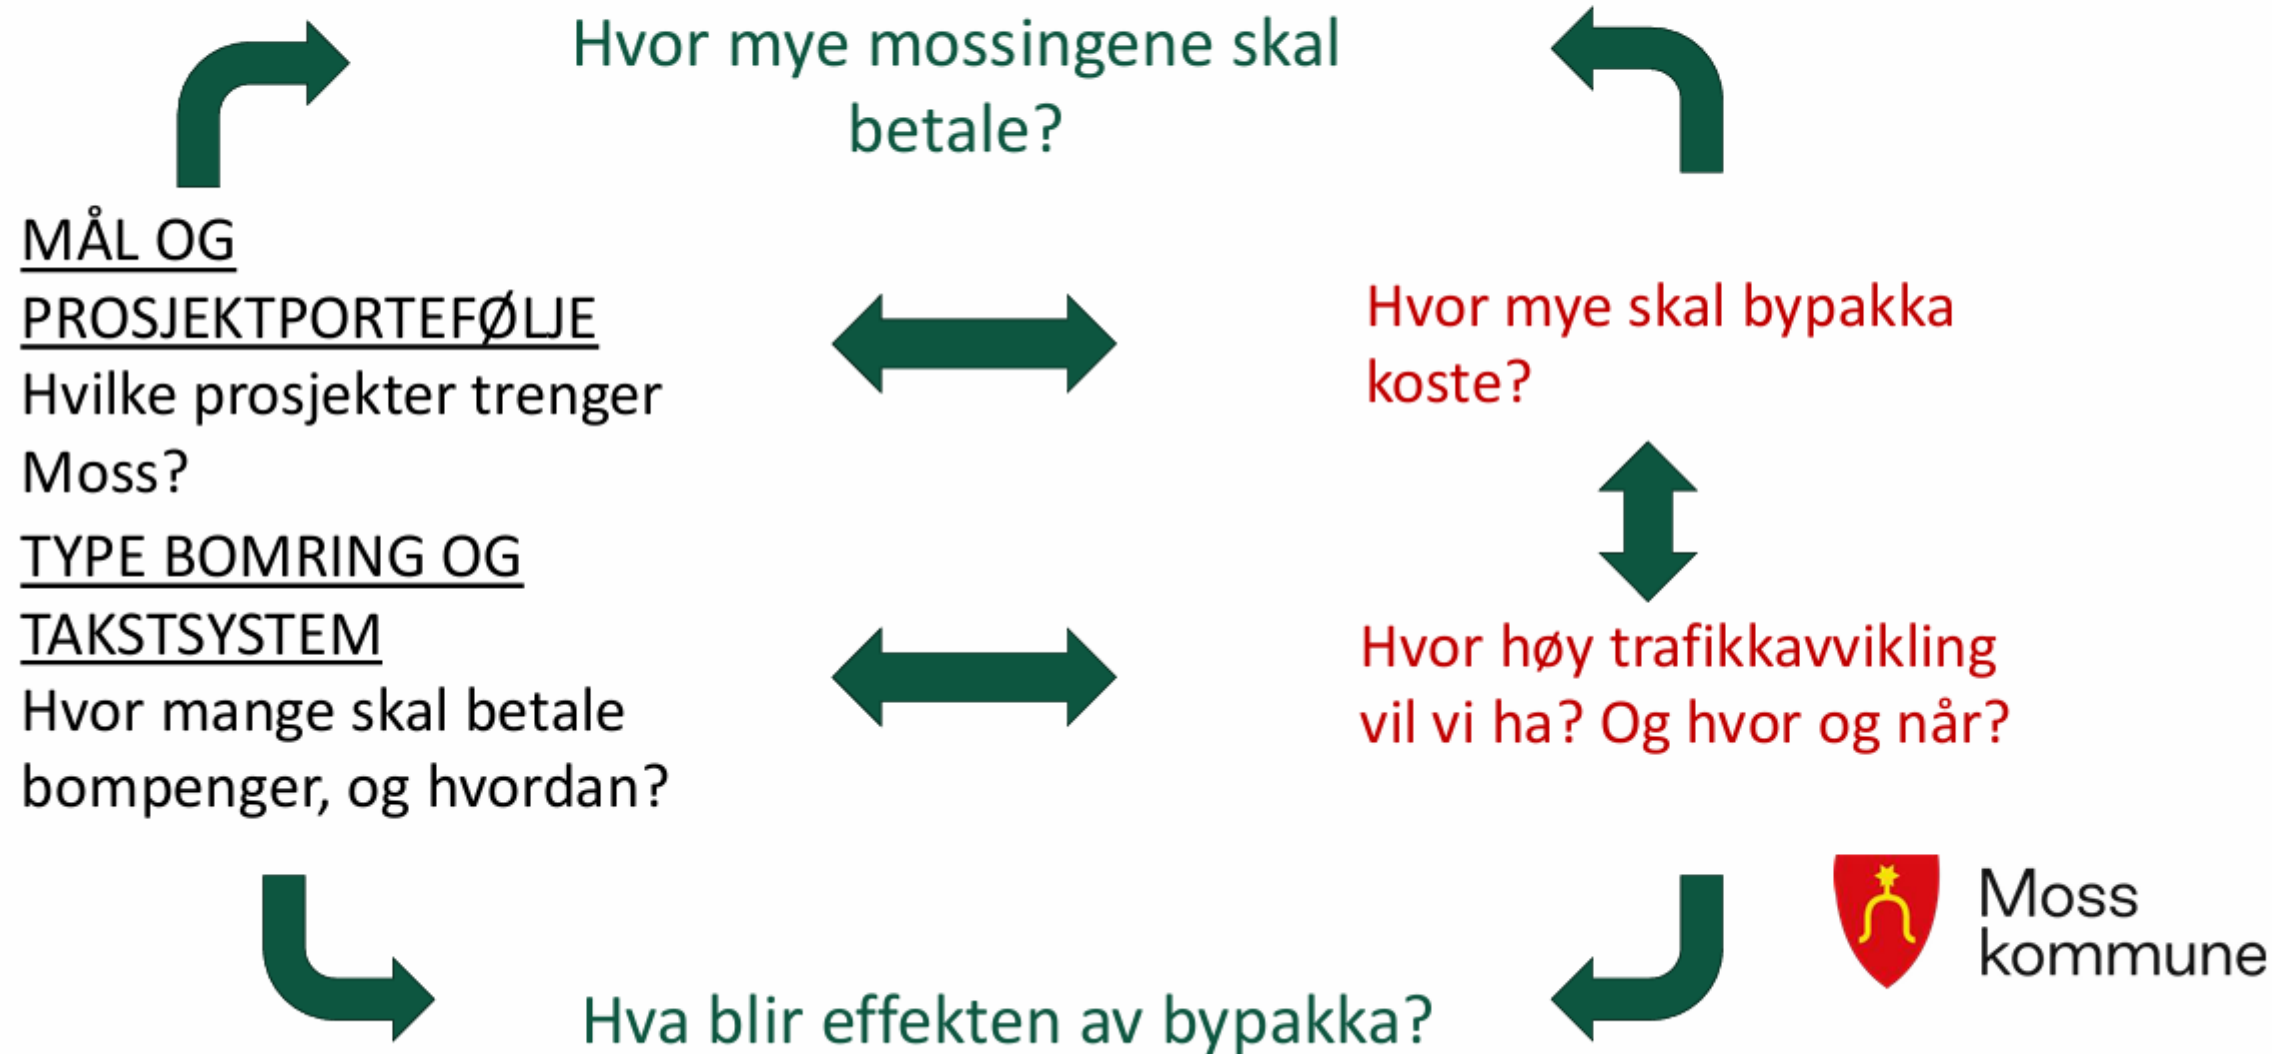 Hvor mye mossingene skal
betale?
MÅL OG
PROSJEKTPORTEFØLJE
Hvilke prosjekter trenger
Moss?
TYPE BOMRING OG
TAKSTSYSTEM
Hvor mange skal betale
bompenger, og hvordan?
Hvor mye skal bypakka
koste?
Hvor høy trafikkavvikling
vil vi ha? Og hvor og når?
Hva blir effekten av bypakka?
Moss
kommune